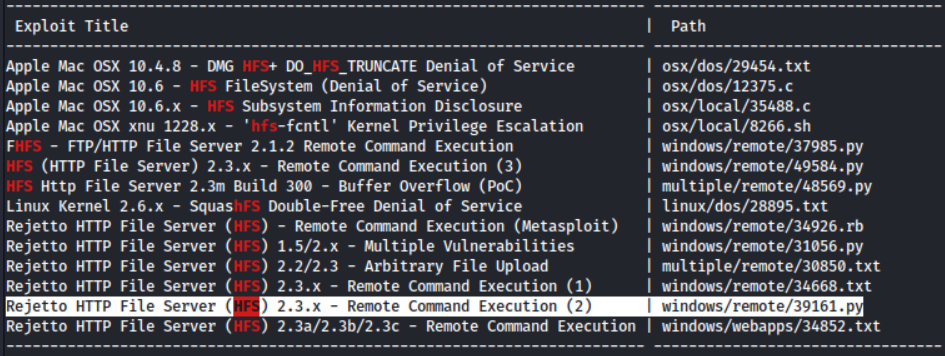 Exploit Title | Path
Apple Mac OSX 10.4.8 - DMG HFS+ DO_HFS_TRUNCATE Denial of Service | osx/dos/29454.txt
Apple Mac OSX 10.6 - HFS FileSystem (Denial of Service) | osx/dos/12375.c
Apple Mac OSX 10.6.x - HFS Subsystem Information Disclosure | osx/local/35488.c
Apple Mac OSX xnu 1228.x - 'hfs-fcntl' Kernel Privilege Escalation | osx/local/8266.sh
FHFS - FTP/HTTP File Server 2.1.2 Remote Command Execution | windows/remote/37985.py
HFS (HTTP File Server) 2.3.x - Remote Command Execution (3) | windows/remote/49584.py
HFS Http File Server 2.3m Build 300 - Buffer Overflow (PoC) | multiple/remote/48569.py
Linux Kernel 2.6.x - SquashFS Double-Free Denial of Service | linux/dos/28895.txt
Rejetto HTTP File Server (HFS) - Remote Command Execution (Metasploit) | windows/remote/34926.rb
Rejetto HTTP File Server (HFS) 1.5/2.x - Multiple Vulnerabilities | windows/remote/31056.py
Rejetto HTTP File Server (HFS) 2.2/2.3 - Arbitrary File Upload | multiple/remote/30850.txt
Rejetto HTTP File Server (HFS) 2.3.x - Remote Command Execution (1) | windows/remote/34668.txt
Rejetto HTTP File Server (HFS) 2.3.x - Remote Command Execution (2) | windows/remote/39161.py
Rejetto HTTP File Server (HFS) 2.3a/2.3b/2.3c - Remote Command Execution | windows/webapps/34852.txt